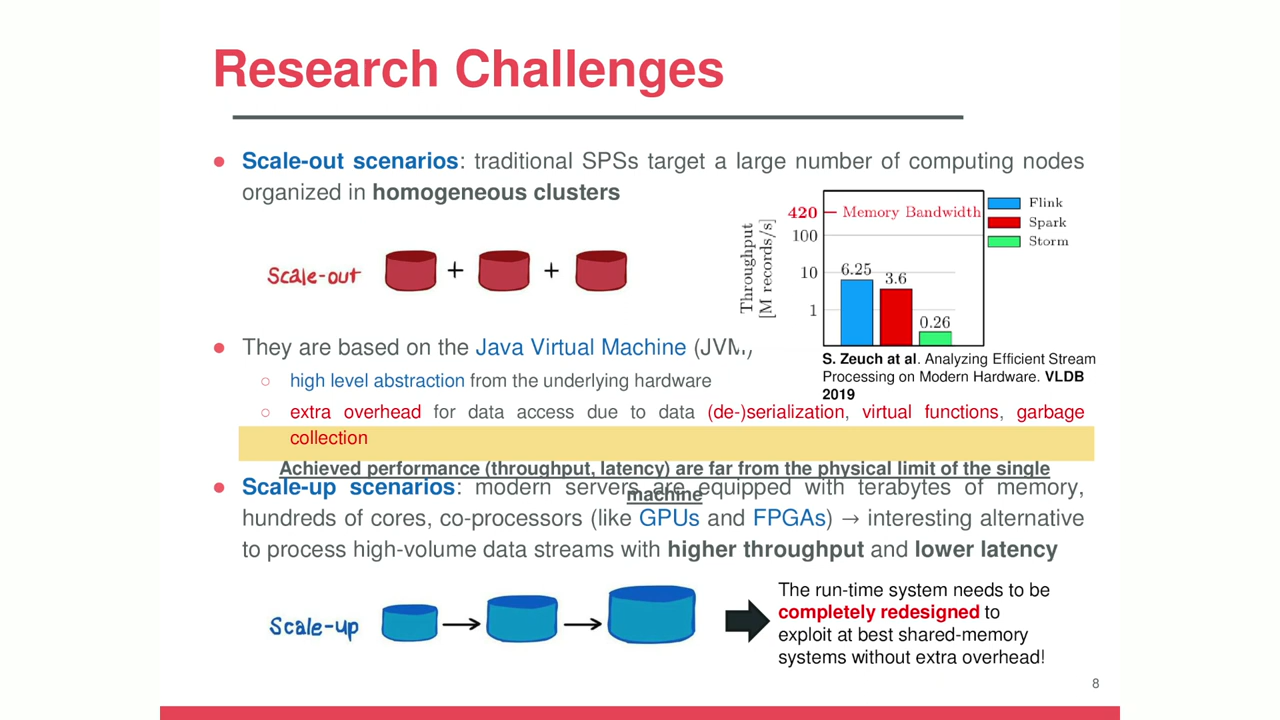 Research Challenges
● Scale-out scenarios: traditional SPSs target a large number of computing nodes
organized in homogeneous clusters
Scale-out + +
Throughput
[M records/s]
420 Memory Bandwidth
100
10
1
6.25
3.6
0.26
Flink
Spark
Storm
S. Zeuch at al. Analyzing Efficient Stream
Processing on Modern Hardware. VLDB
2019
● They are based on the Java Virtual Machine (JVM)
○ high level abstraction from the underlying hardware
○ extra overhead for data access due to data (de-)serialization, virtual functions, garbage
collection
Achieved performance (throughput, latency) are far from the physical limit of the single
machine
● Scale-up scenarios: modern servers are equipped with terabytes of memory,
hundreds of cores, co-processors (like GPUs and FPGAs) → interesting alternative
to process high-volume data streams with higher throughput and lower latency
Scale-up
The run-time system needs to be
completely redesigned to
exploit at best shared-memory
systems without extra overhead!
8